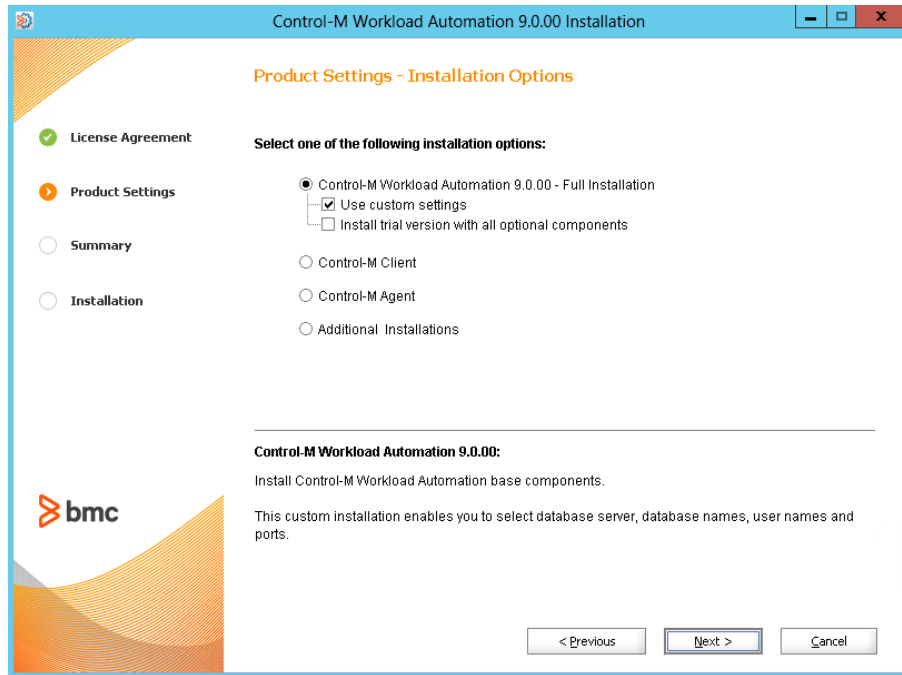 Control-M Workload Automation 9.0.00 Installation
Product Settings - Installation Options
License Agreement
Product Settings
Summary
Installation
Select one of the following installation options:
Control-M Workload Automation 9.0.00 - Full Installation
Use custom settings
Install trial version with all optional components
Control-M Client
Control-M Agent
Additional Installations
Control-M Workload Automation 9.0.00:
Install Control-M Workload Automation base components.
This custom installation enables you to select database server, database names, user names and
ports.
bmc
< Previous
Next >
Cancel